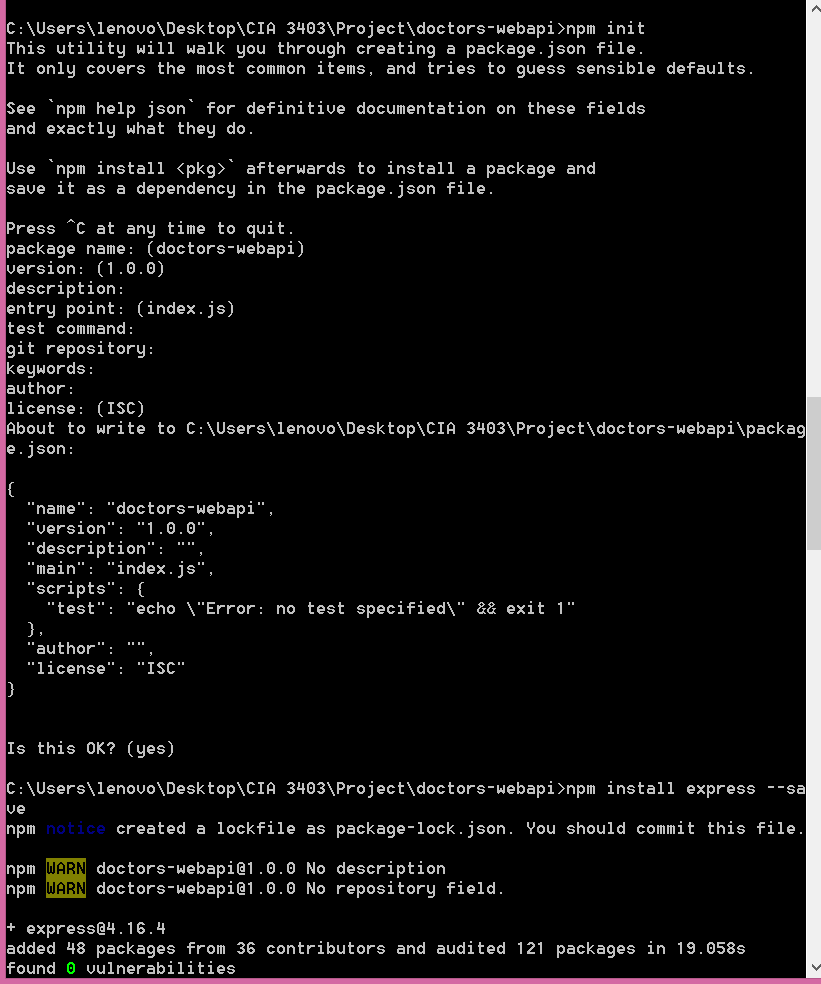 C:\Users\lenovo\Desktop\CIA 3403\Project\doctors-webapi>npm init
This utility will walk you through creating a package.json file.
It only covers the most common items, and tries to guess sensible defaults.
See `npm help json` for definitive documentation on these fields
and exactly what they do.
Use `npm install <pkg>` afterwards to install a package and
save it as a dependency in the package.json file.
Press ^C at any time to quit.
package name: (doctors-webapi)
version: (1.0.0)
description:
entry point: (index.js)
test command:
git repository:
keywords:
author:
license: (ISC)
About to write to C:\Users\lenovo\Desktop\CIA 3403\Project\doctors-webapi\packag
e.json:
{
  "name": "doctors-webapi",
  "version": "1.0.0",
  "description": "",
  "main": "index.js",
  "scripts": {
    "test": "echo \"Error: no test specified\" && exit 1"
  },
  "author": "",
  "license": "ISC"
}
Is this OK? (yes)
C:\Users\lenovo\Desktop\CIA 3403\Project\doctors-webapi>npm install express --sa
ve
npm notice created a lockfile as package-lock.json. You should commit this file.
npm WARN doctors-webapi@1.0.0 No description
npm WARN doctors-webapi@1.0.0 No repository field.
+ express@4.16.4
added 48 packages from 36 contributors and audited 121 packages in 19.058s
found 0 vulnerabilities